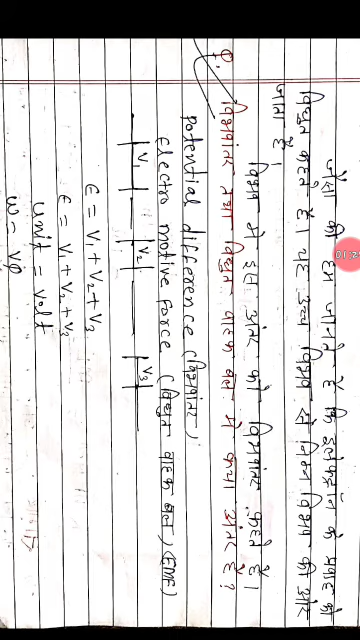 जैसा की हम जानते है कि इलेक्ट्रॉन के प्रवाह को
विद्युत कहते है। यह उच्च विभव से निम्न विभव की ओर
जाता है।
विभव में इस अंतर को विभवांतर कहते है।
Q. विभवांतर तथा विद्युत वाहक बल में क्या अंतर है?
potential difference (विभवांतर)
Electro motive force (विद्युत वाहक बल) (EMF)
V₁ V₂ V₃
E = V₁ + V₂ + V₃
E = V₁ + V₂ + V₃
unit = volt